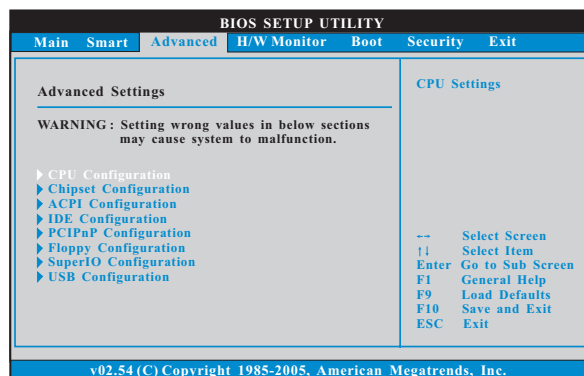 BIOS SETUP UTILITY
Main Smart Advanced H/W Monitor Boot Security Exit
Advanced Settings
WARNING : Setting wrong values in below sections
may cause system to malfunction.
CPU Configuration
Chipset Configuration
ACPI Configuration
IDE Configuration
PCIPnP Configuration
Floppy Configuration
SuperIO Configuration
USB Configuration
CPU Settings
←→ Select Screen
↑↓ Select Item
Enter Go to Sub Screen
F1 General Help
F9 Load Defaults
F10 Save and Exit
ESC Exit
v02.54 (C) Copyright 1985-2005, American Megatrends, Inc.